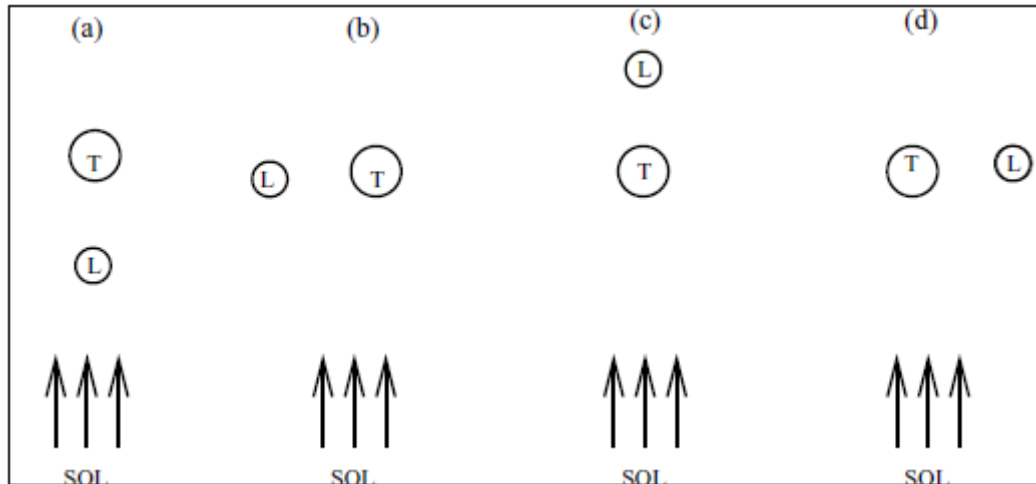 (a) (b) (c) (d)
L
T T T T
L L
L
SOL SOL SOL SOL